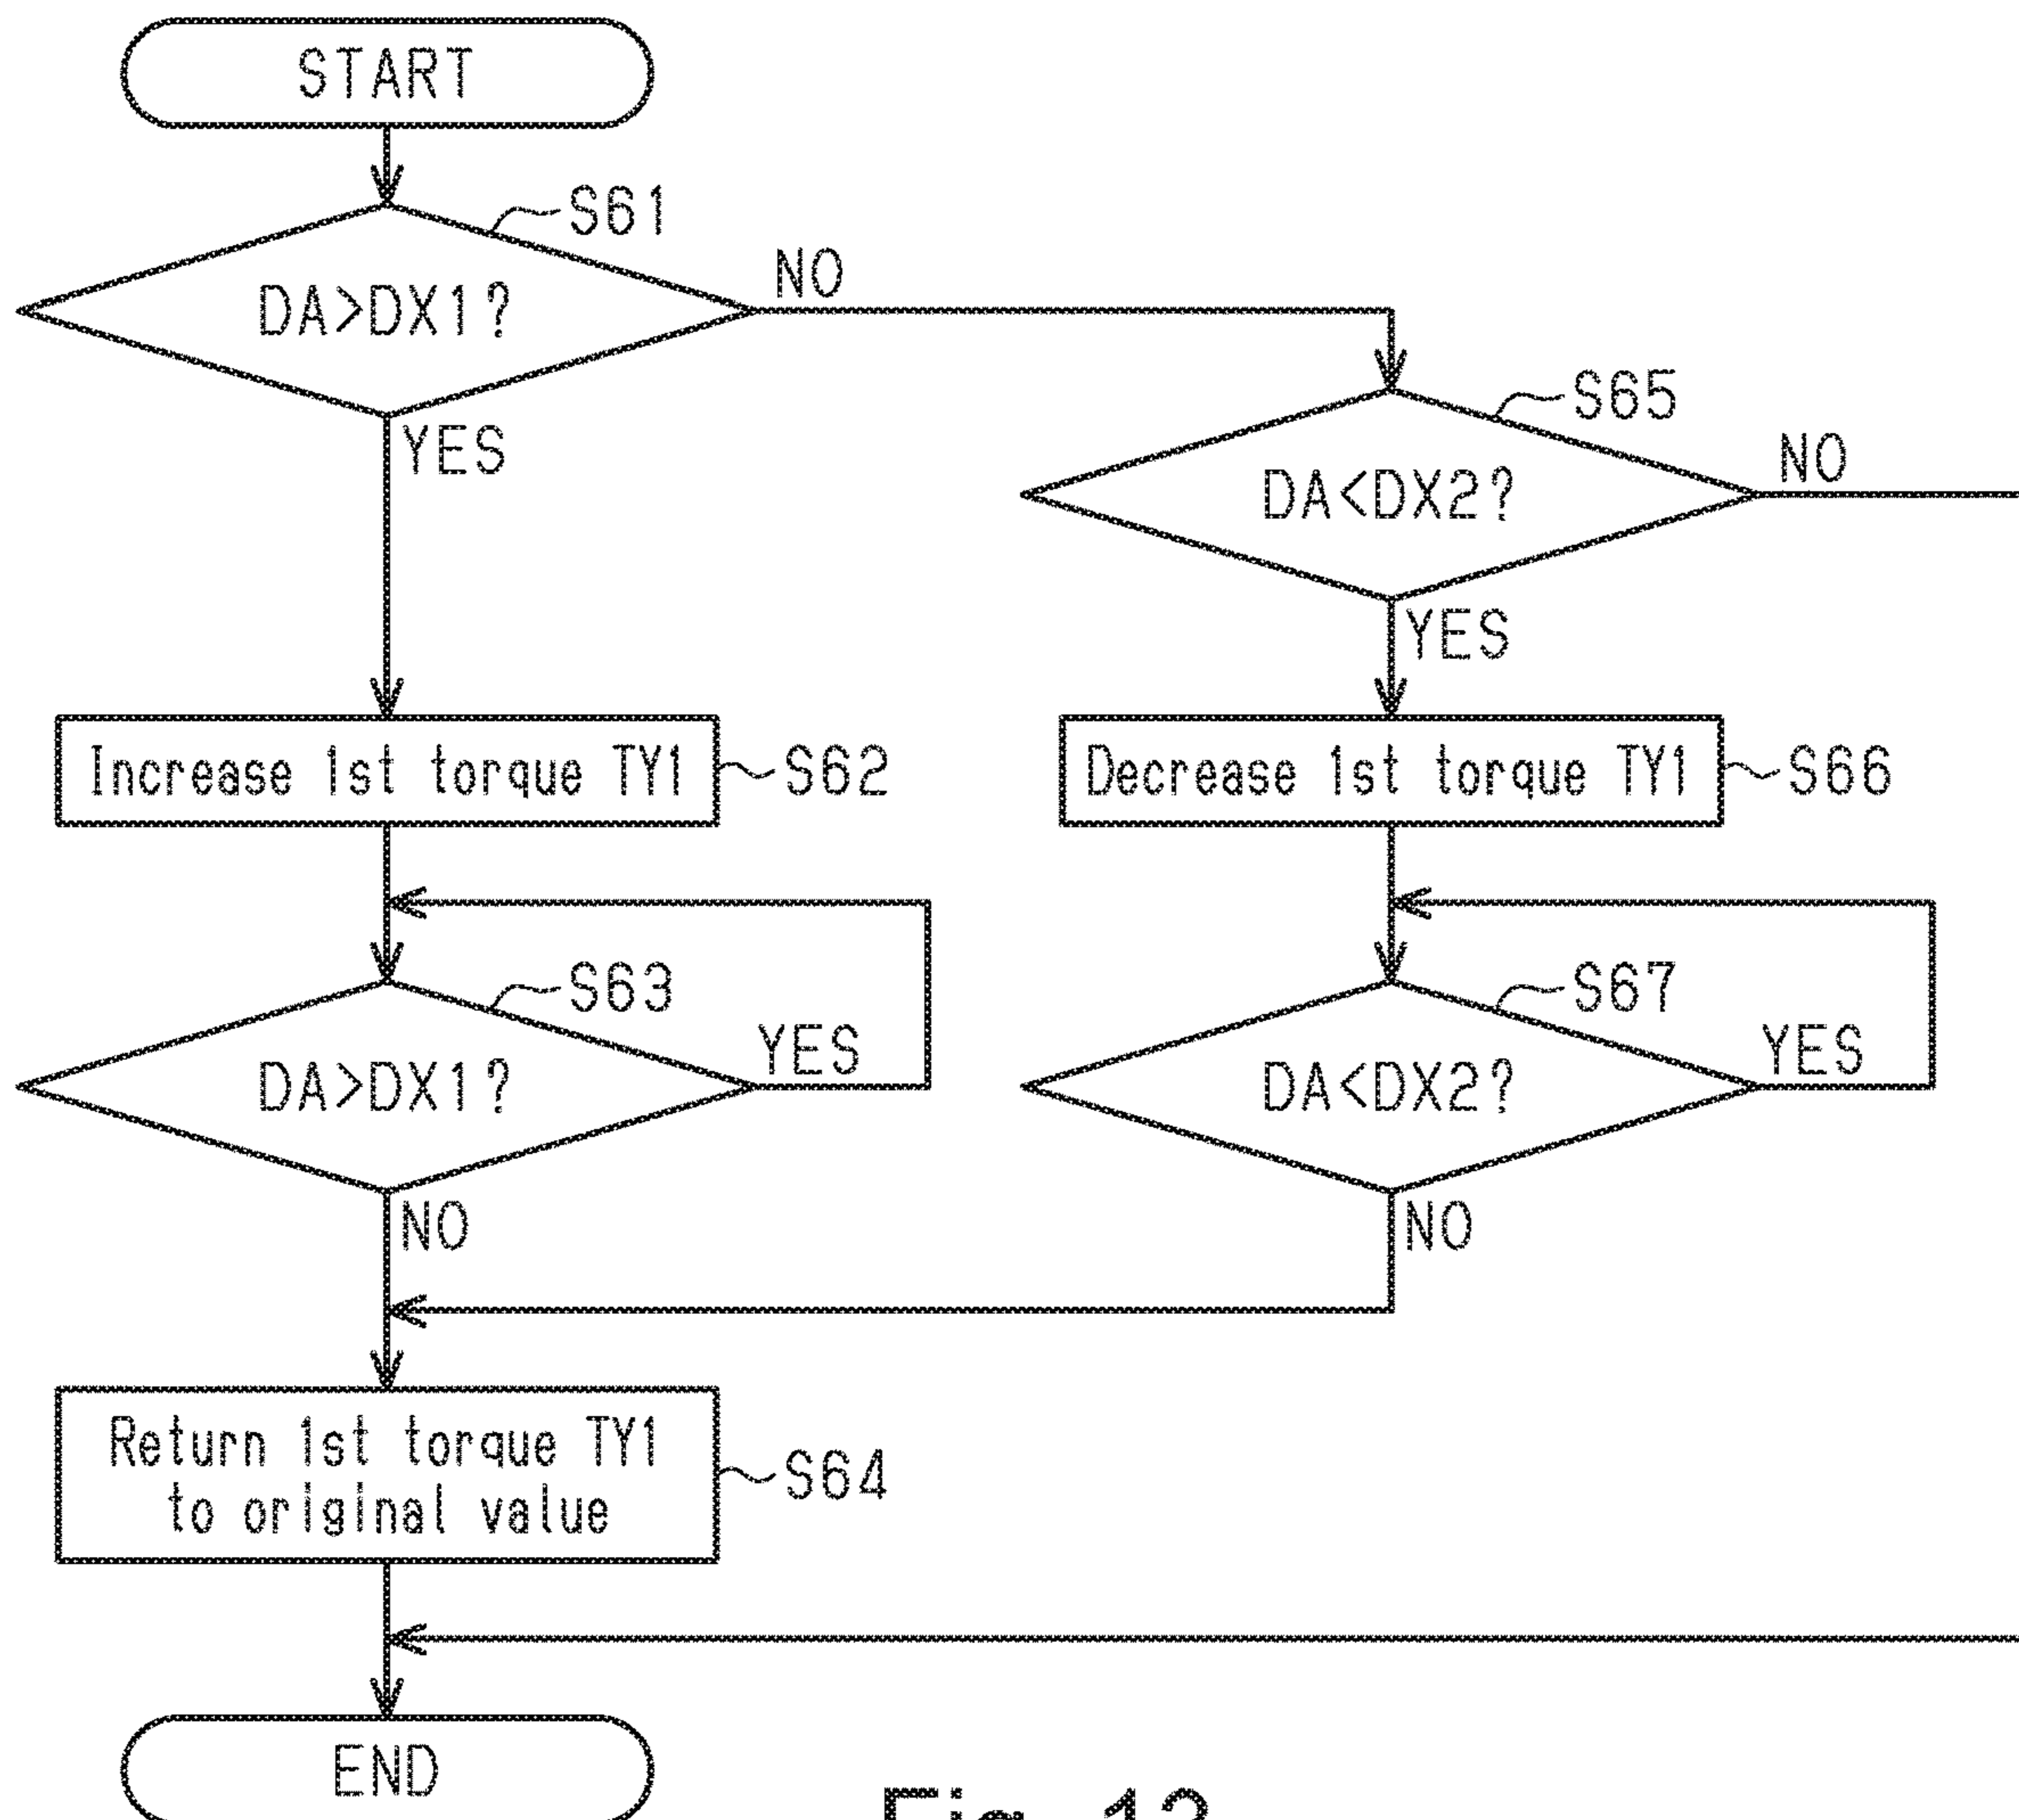 START
S61
DA>DX1?
NO
YES
S65
DA<DX2?
NO
YES
Increase 1st torque TY1
S62
Decrease 1st torque TY1
S66
S63
DA>DX1?
YES
NO
S67
DA<DX2?
YES
NO
Return 1st torque TY1
to original value
S64
END